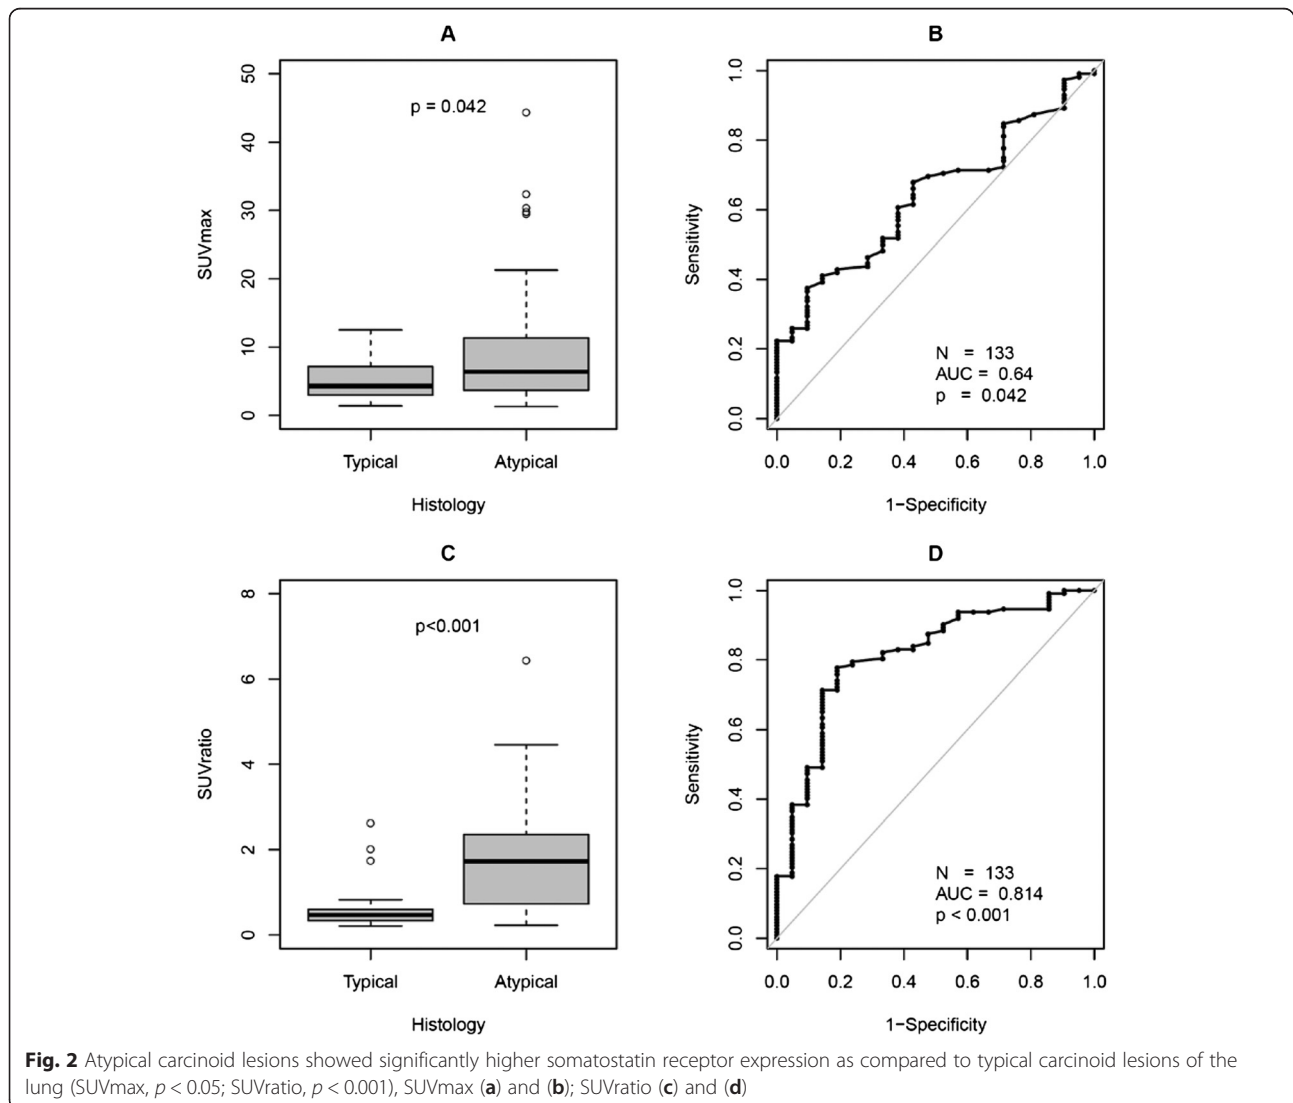 A
50
40
30
20
10
0
SUVmax
p = 0.042
Typical Atypical
Histology
B
1.0
0.8
0.6
0.4
0.2
0.0
Sensitivity
N = 133
AUC = 0.64
p = 0.042
0.0 0.2 0.4 0.6 0.8 1.0
1−Specificity
C
8
6
4
2
0
SUVratio
p<0.001
Typical Atypical
Histology
D
1.0
0.8
0.6
0.4
0.2
0.0
Sensitivity
N = 133
AUC = 0.814
p < 0.001
0.0 0.2 0.4 0.6 0.8 1.0
1−Specificity
Fig. 2 Atypical carcinoid lesions showed significantly higher somatostatin receptor expression as compared to typical carcinoid lesions of the
lung (SUVmax, p < 0.05; SUVratio, p < 0.001), SUVmax (a) and (b); SUVratio (c) and (d)